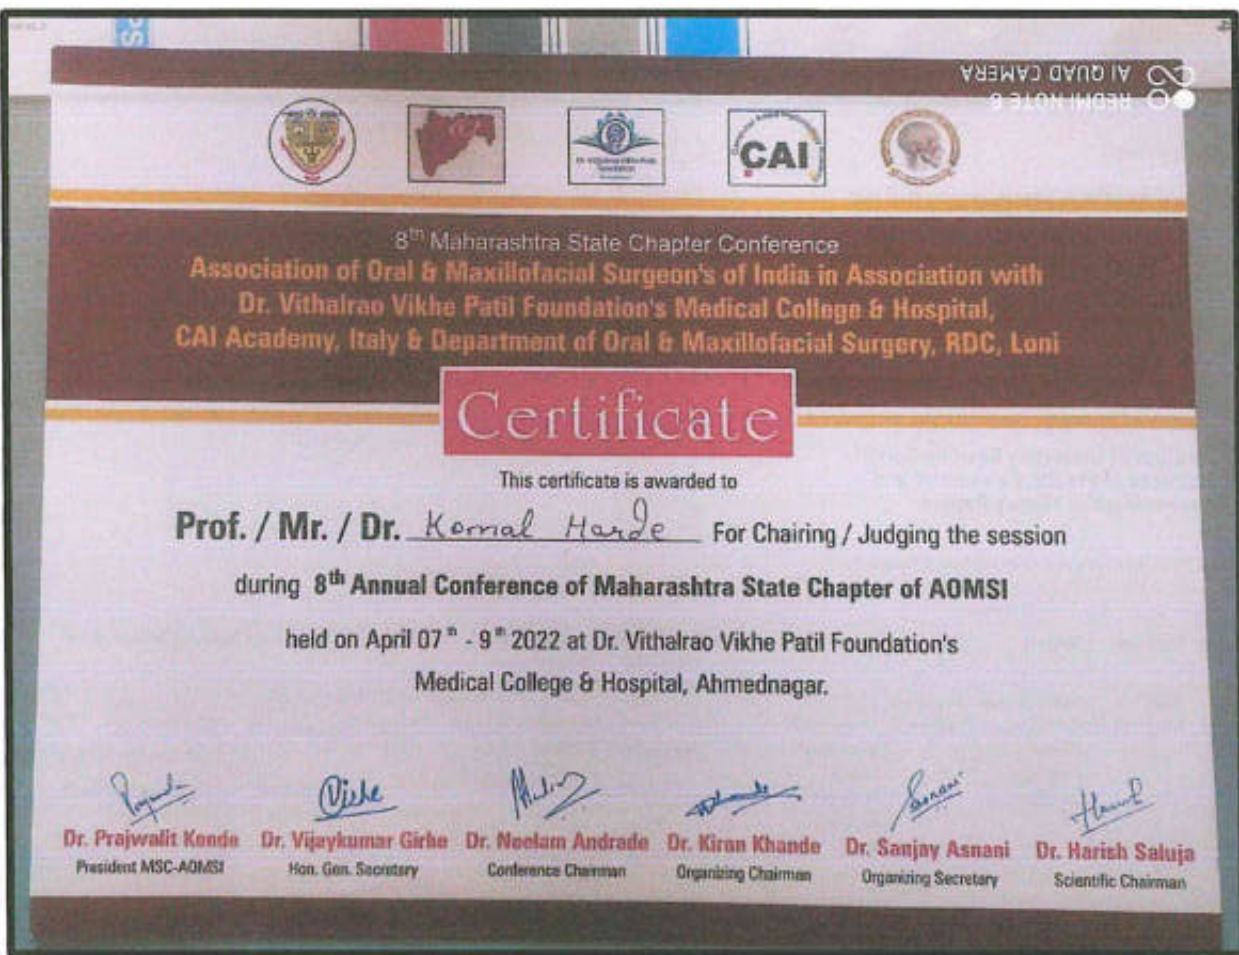 AI QUAD CAMERA
REDMI NOTE 8
CAI
8th Maharashtra State Chapter Conference
Association of Oral & Maxillofacial Surgeon's of India in Association with
Dr. Vithalrao Vikhe Patil Foundation's Medical College & Hospital,
CAI Academy, Italy & Department of Oral & Maxillofacial Surgery, RDC, Loni
Certificate
This certificate is awarded to
Prof. / Mr. / Dr. Komal Harde For Chairing / Judging the session
during 8th Annual Conference of Maharashtra State Chapter of AOMSI
held on April 07th - 9th 2022 at Dr. Vithalrao Vikhe Patil Foundation's
Medical College & Hospital, Ahmednagar.
Dr. Prajwalit Kende Dr. Vijaykumar Girhe Dr. Neelam Andrade Dr. Kiran Khande Dr. Sanjay Asnani Dr. Harish Saluja
President MSC-AOMSI Hon. Gen. Secretary Conference Chairman Organizing Chairman Organizing Secretary Scientific Chairman